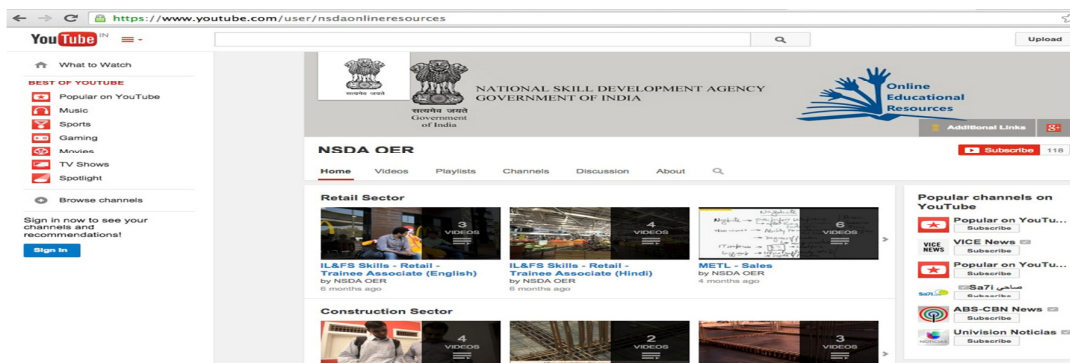 https://www.youtube.com/user/nsdaonlineresources
YouTube IN
Upload
What to Watch
BEST OF YOUTUBE
Popular on YouTube
Music
Sports
Gaming
Movies
TV Shows
Spotlight
Browse channels
Sign in now to see your
channels and
recommendations!
Sign In
सत्यमेव जयते
सत्यमेव जयते
Government
of India
NATIONAL SKILL DEVELOPMENT AGENCY
GOVERNMENT OF INDIA
Online
Educational
Resources
Additional Links
NSDA OER
Subscribe 118
Home Videos Playlists Channels Discussion About
Retail Sector
3
VIDEOS
IL&FS Skills - Retail -
Trainee Associate (English)
by NSDA OER
6 months ago
4
VIDEOS
IL&FS Skills - Retail -
Trainee Associate (Hindi)
by NSDA OER
6 months ago
6
VIDEOS
METL - Sales
by NSDA OER
4 months ago
Construction Sector
4
VIDEOS
2
VIDEOS
3
VIDEOS
Popular channels on
YouTube
Popular on YouTu...
Subscribe
VICE
NEWS
VICE News
Subscribe
Popular on YouTu...
Subscribe
Sa7i صاحي
Subscribe
ABS-CBN News
Subscribe
Univision Noticias
Subscribe